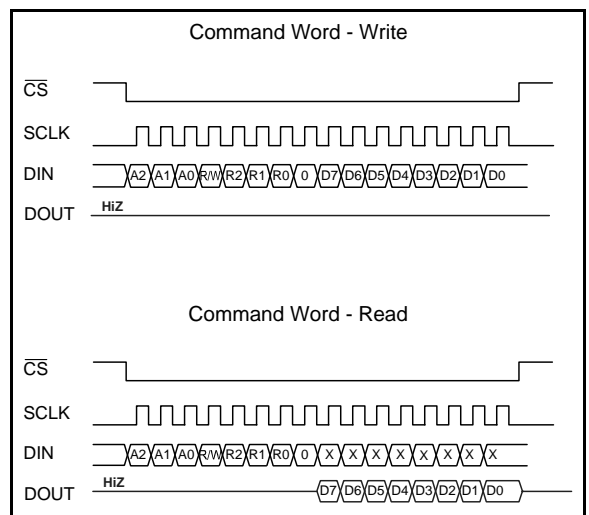 Command Word - Write
CS
SCLK
DIN A2 A1 A0 R/W R2 R1 R0 0 D7 D6 D5 D4 D3 D2 D1 D0
DOUT HiZ
Command Word - Read
CS
SCLK
DIN A2 A1 A0 R/W R2 R1 R0 0 X X X X X X X X
DOUT HiZ D7 D6 D5 D4 D3 D2 D1 D0